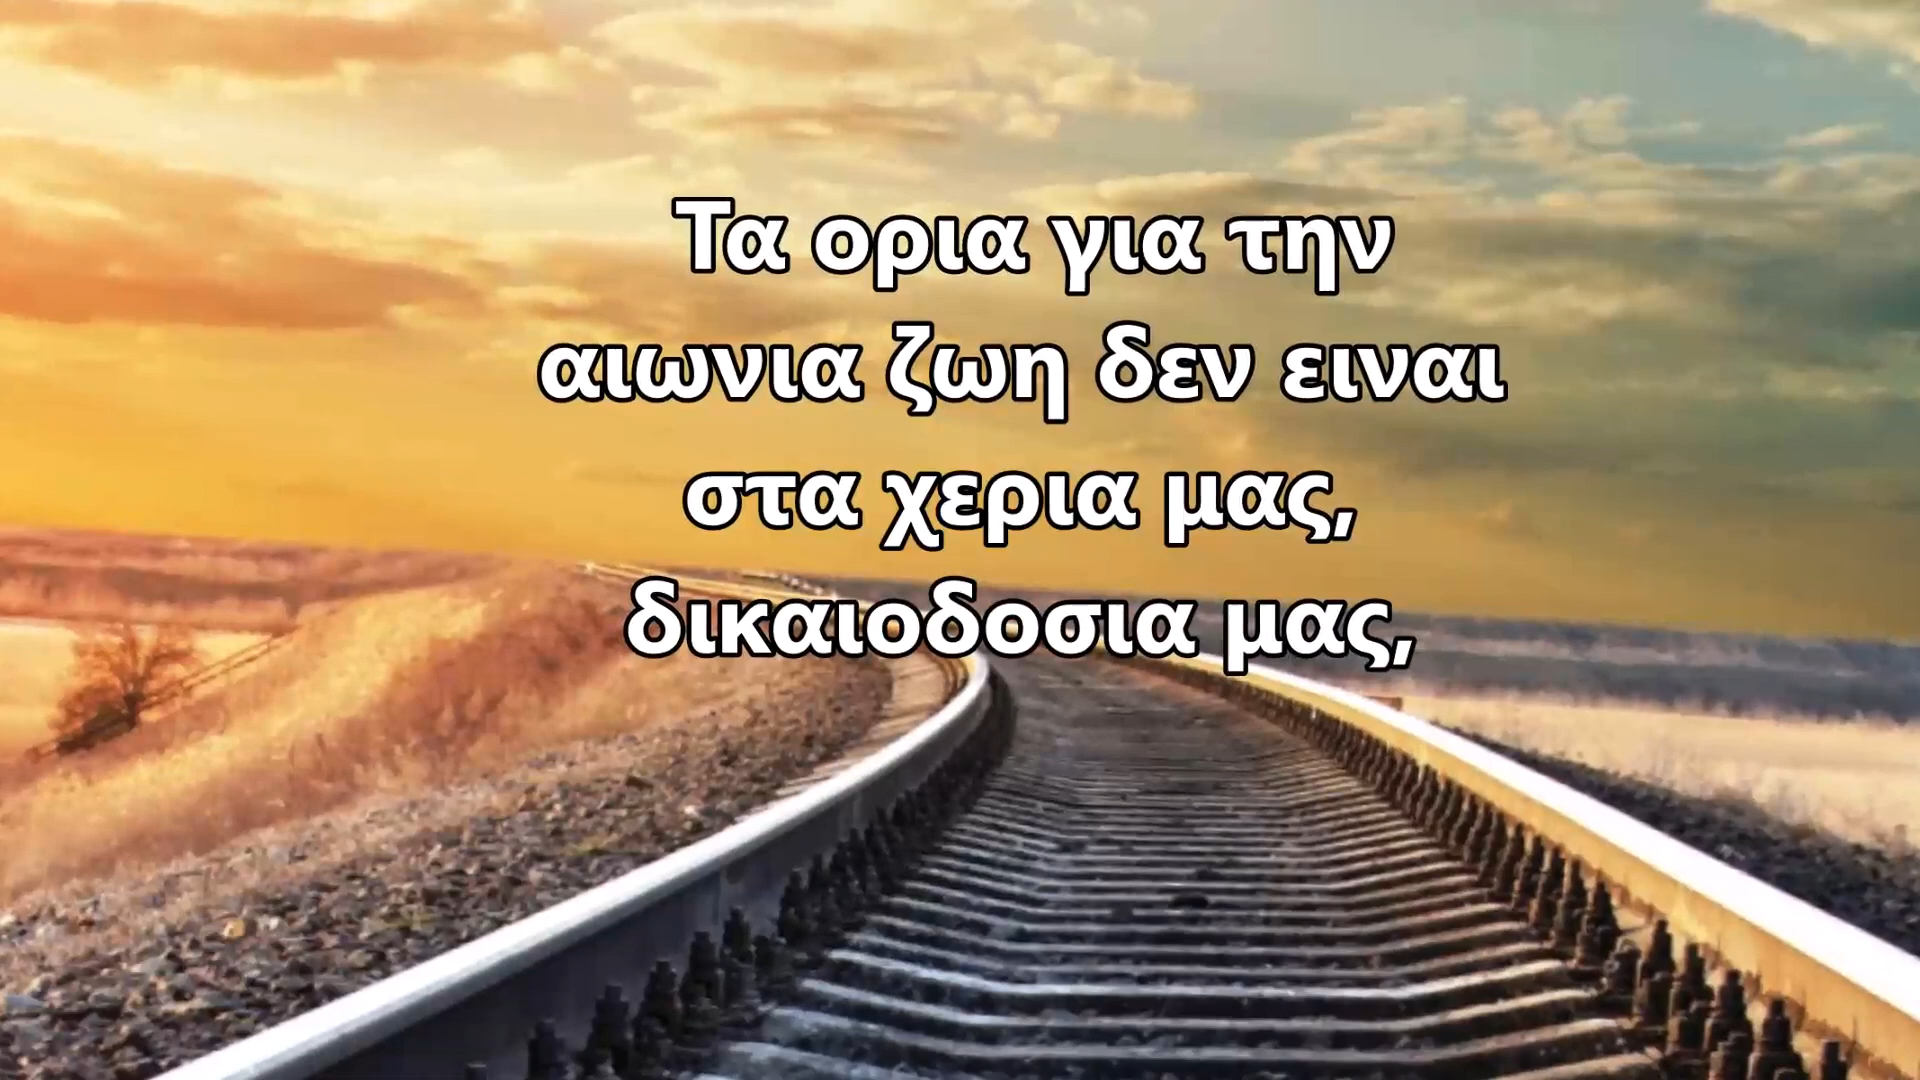 Τα ορια για την
αιωνια ζωη δεν ειναι
στα χερια μας,
δικαιοδοσια μας,